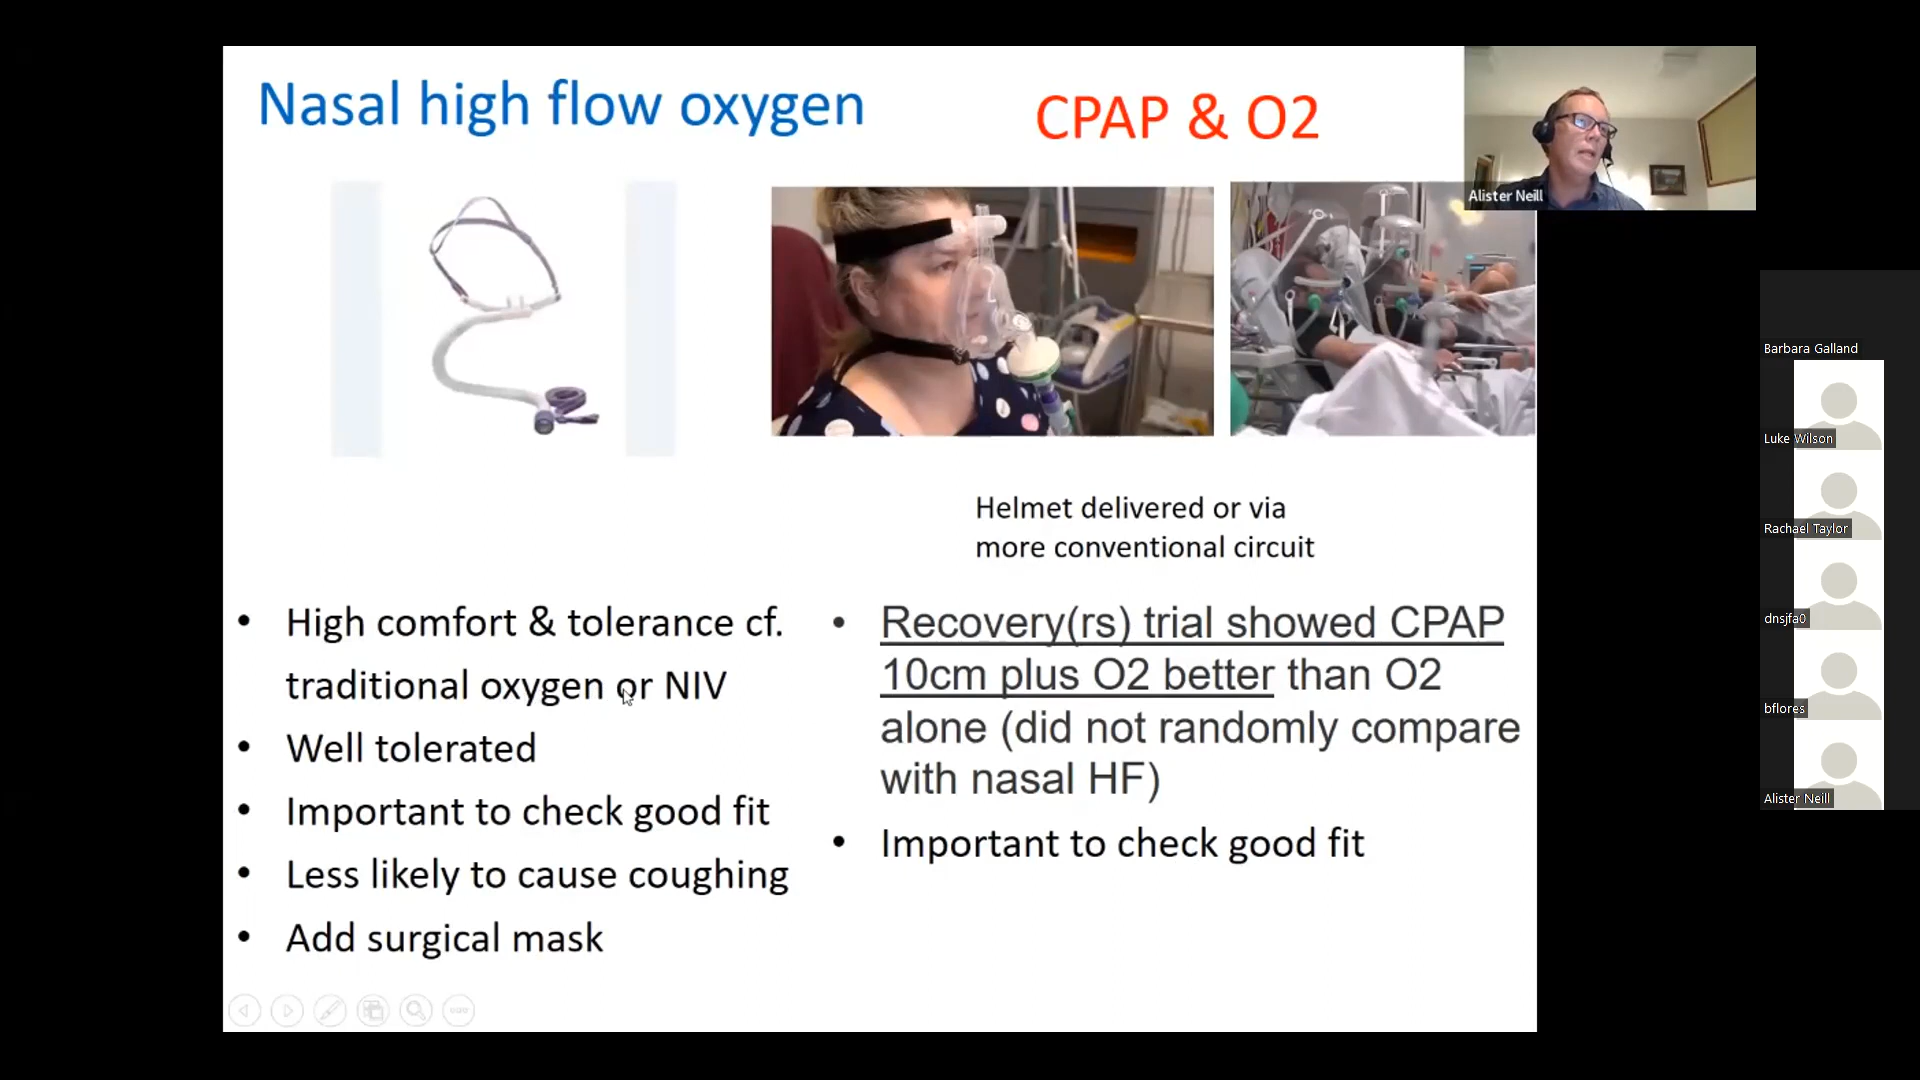 Nasal high flow oxygen
CPAP & O2
Alister Neill
Helmet delivered or via
more conventional circuit
• High comfort & tolerance cf.
traditional oxygen or NIV
• Well tolerated
• Important to check good fit
• Less likely to cause coughing
• Add surgical mask
• Recovery(rs) trial showed CPAP
10cm plus O2 better than O2
alone (did not randomly compare
with nasal HF)
• Important to check good fit
Barbara Galland
Luke Wilson
Rachael Taylor
dnsjfa0
bflores
Alister Neill